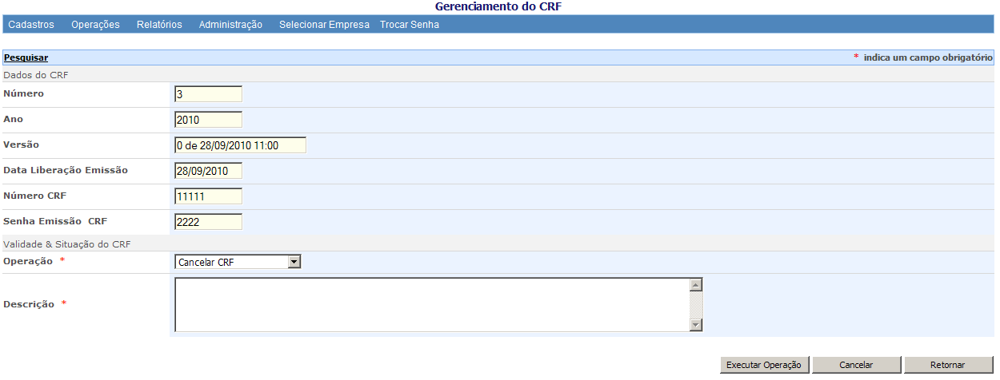 Gerenciamento do CRF
Cadastros Operações Relatórios Administração Selecionar Empresa Trocar Senha
Pesquisar * indica um campo obrigatório
Dados do CRF
Número 3
Ano 2010
Versão 0 de 28/09/2010 11:00
Data Liberação Emissão 28/09/2010
Número CRF 11111
Senha Emissão CRF 2222
Validade & Situação do CRF
Operação * Cancelar CRF
Descrição *
Executar Operação Cancelar Retornar